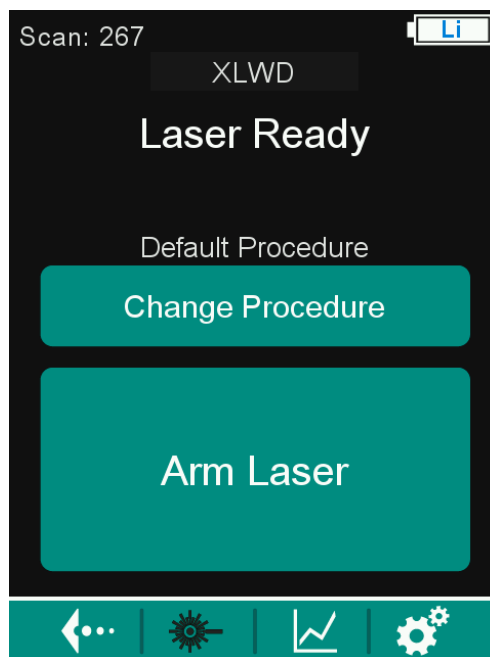 Scan: 267
Li
XLWD
Laser Ready
Default Procedure
Change Procedure
Arm Laser